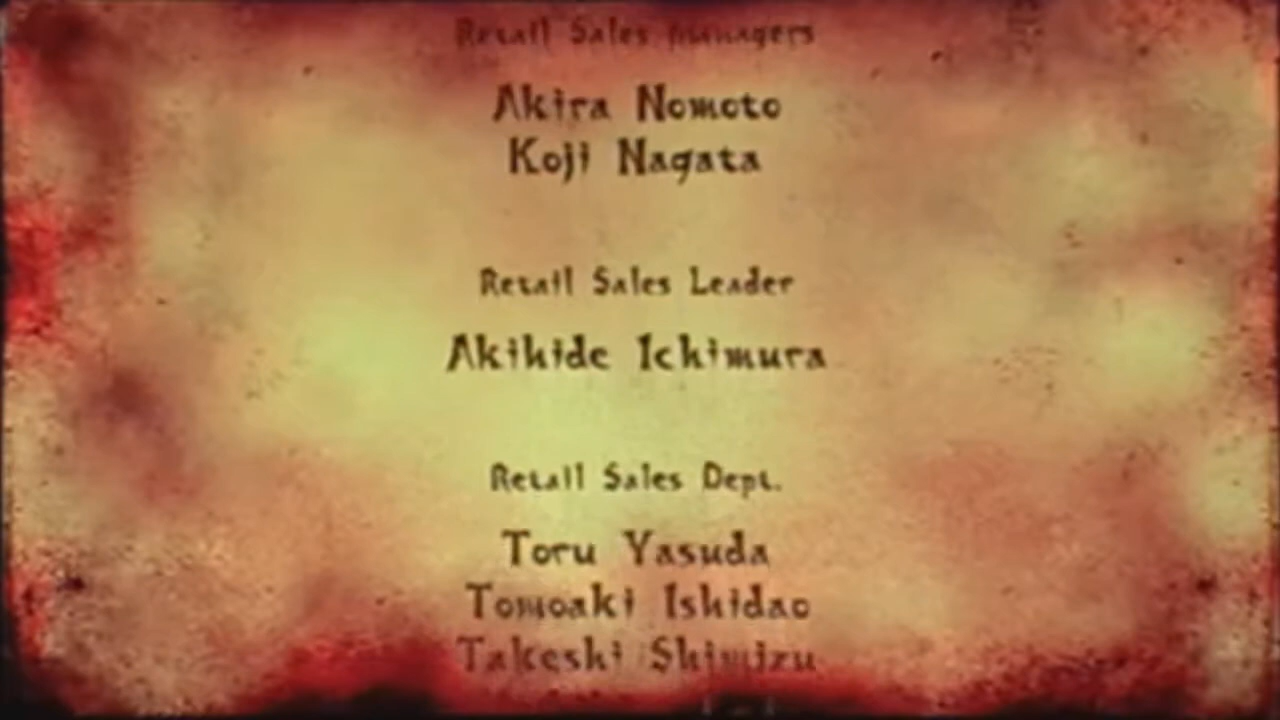 Retail Sales managers
Akira Nomoto
Koji Nagata
Retail Sales Leader
Akihide Ichimura
Retail Sales Dept.
Toru Yasuda
Tomoaki Ishidao
Takeshi Shimizu